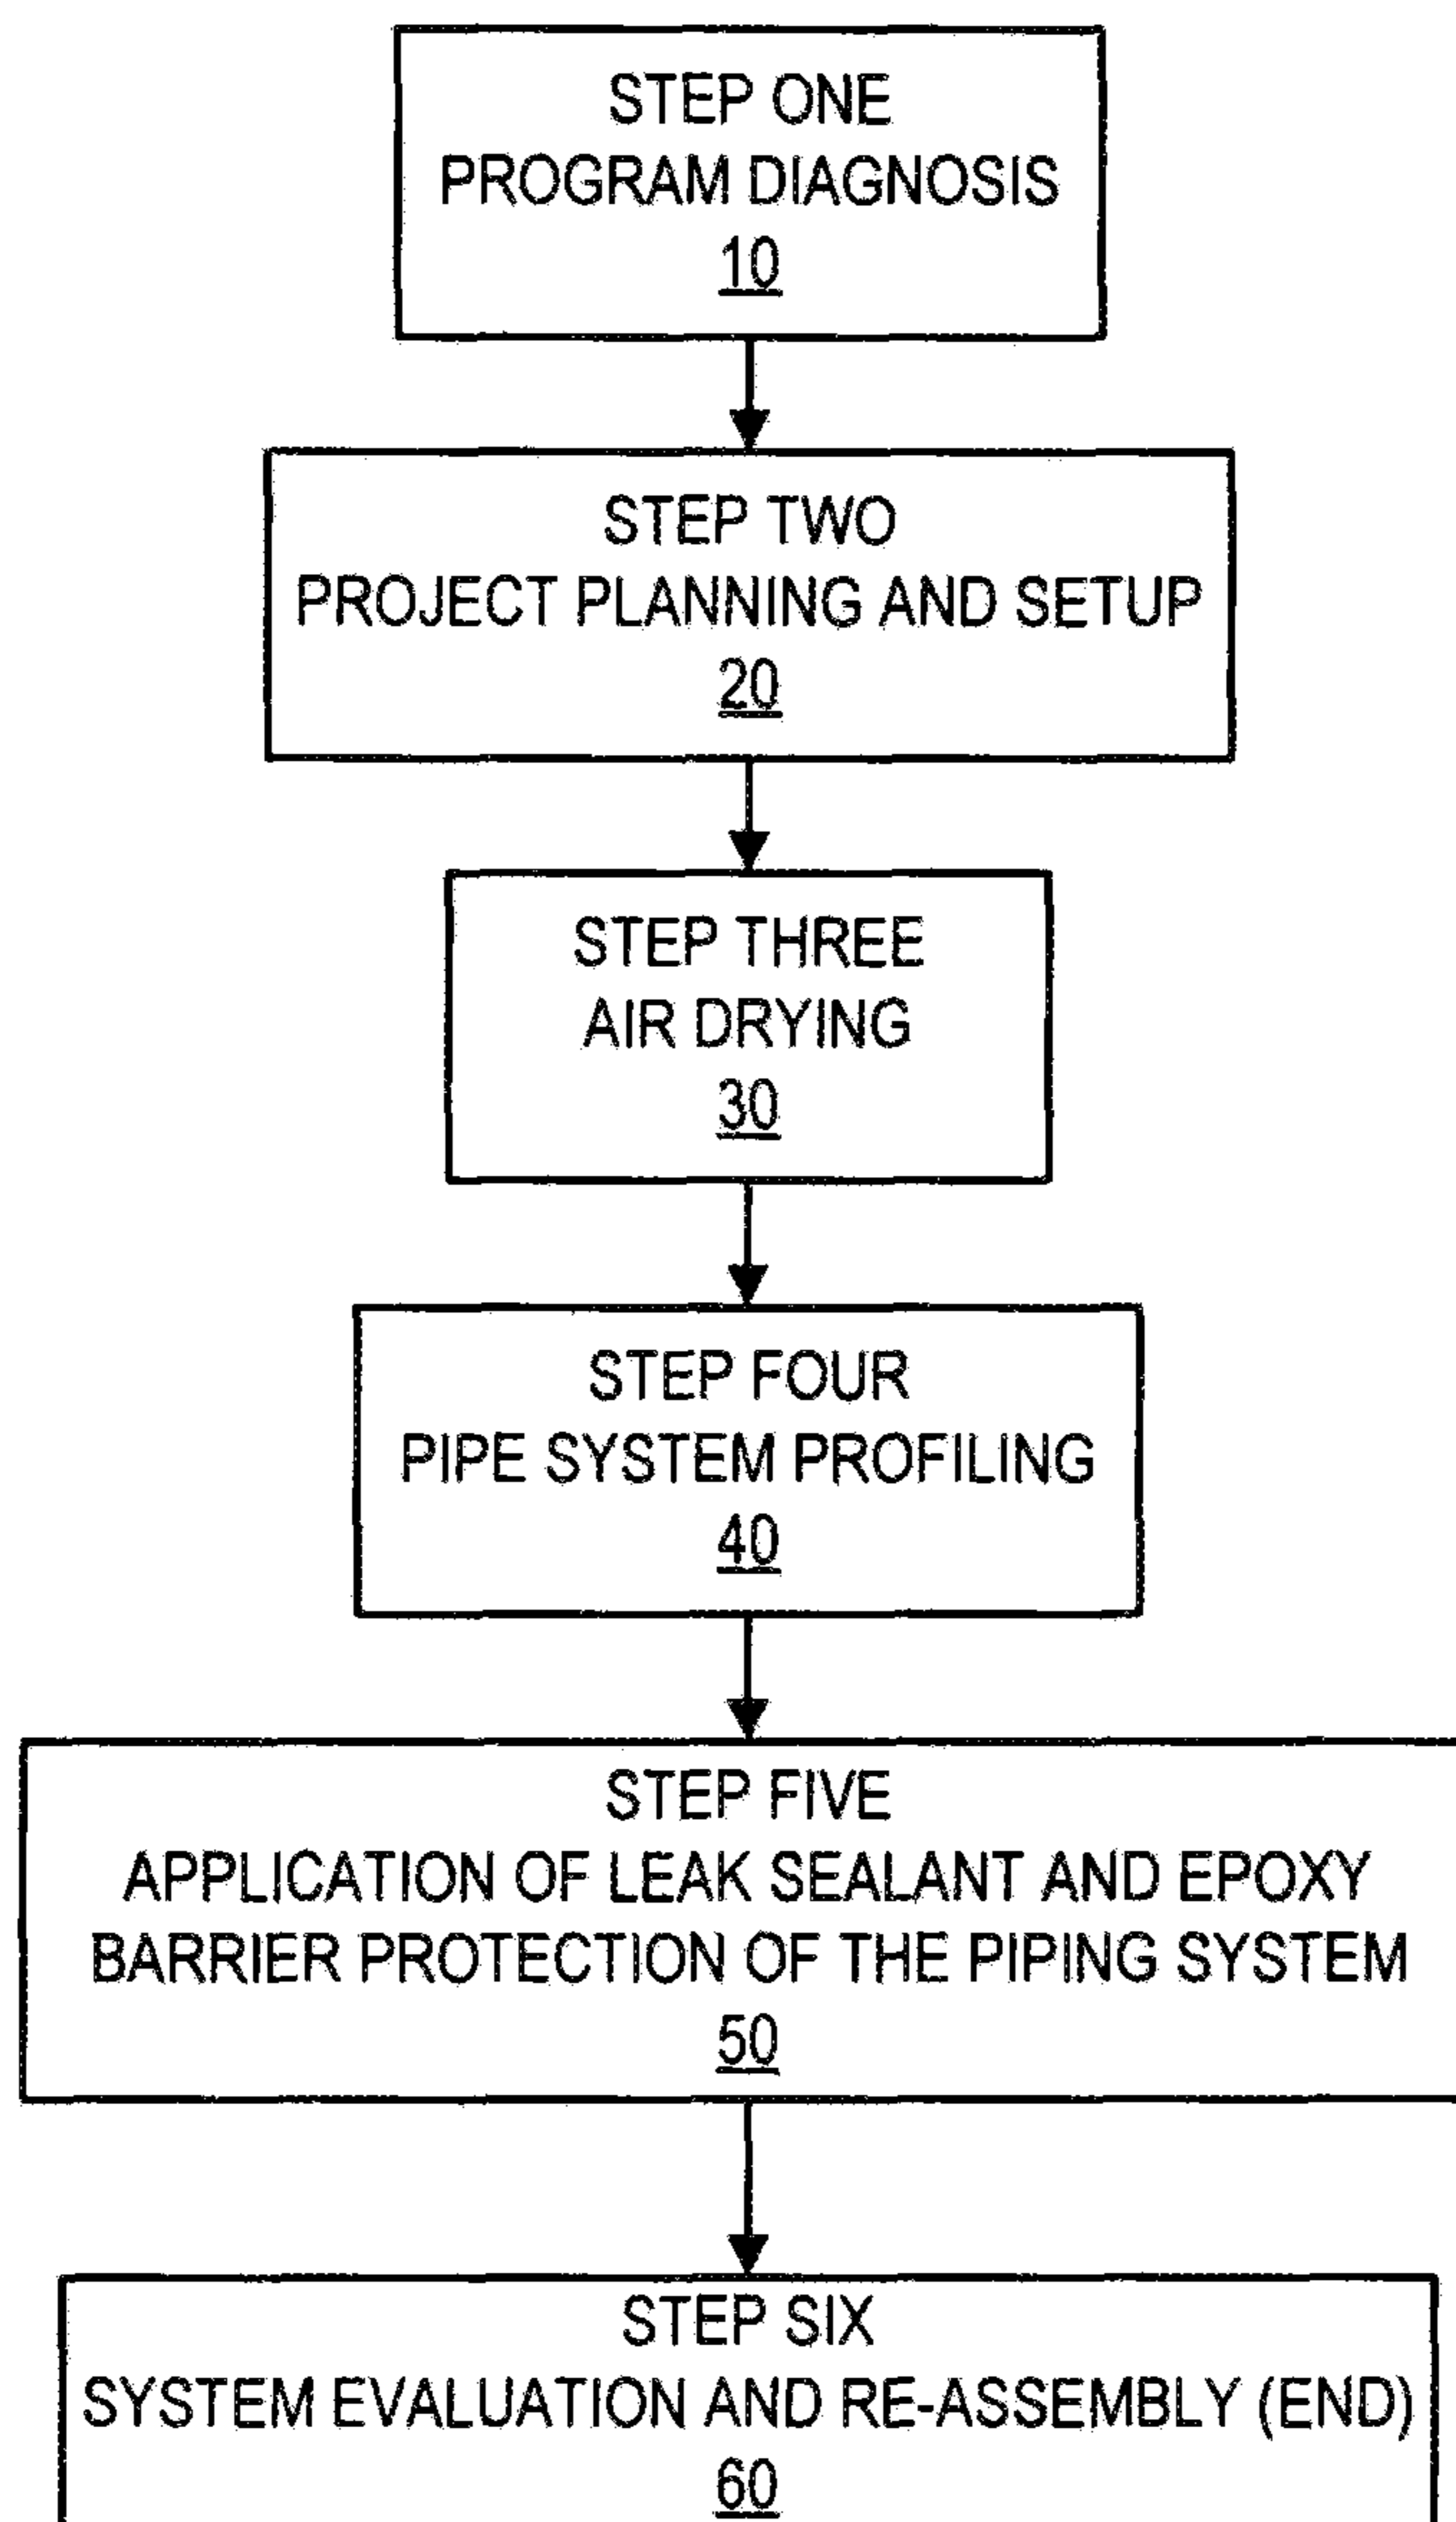 STEP ONE
PROGRAM DIAGNOSIS
10
STEP TWO
PROJECT PLANNING AND SETUP
20
STEP THREE
AIR DRYING
30
STEP FOUR
PIPE SYSTEM PROFILING
40
STEP FIVE
APPLICATION OF LEAK SEALANT AND EPOXY
BARRIER PROTECTION OF THE PIPING SYSTEM
50
STEP SIX
SYSTEM EVALUATION AND RE-ASSEMBLY (END)
60